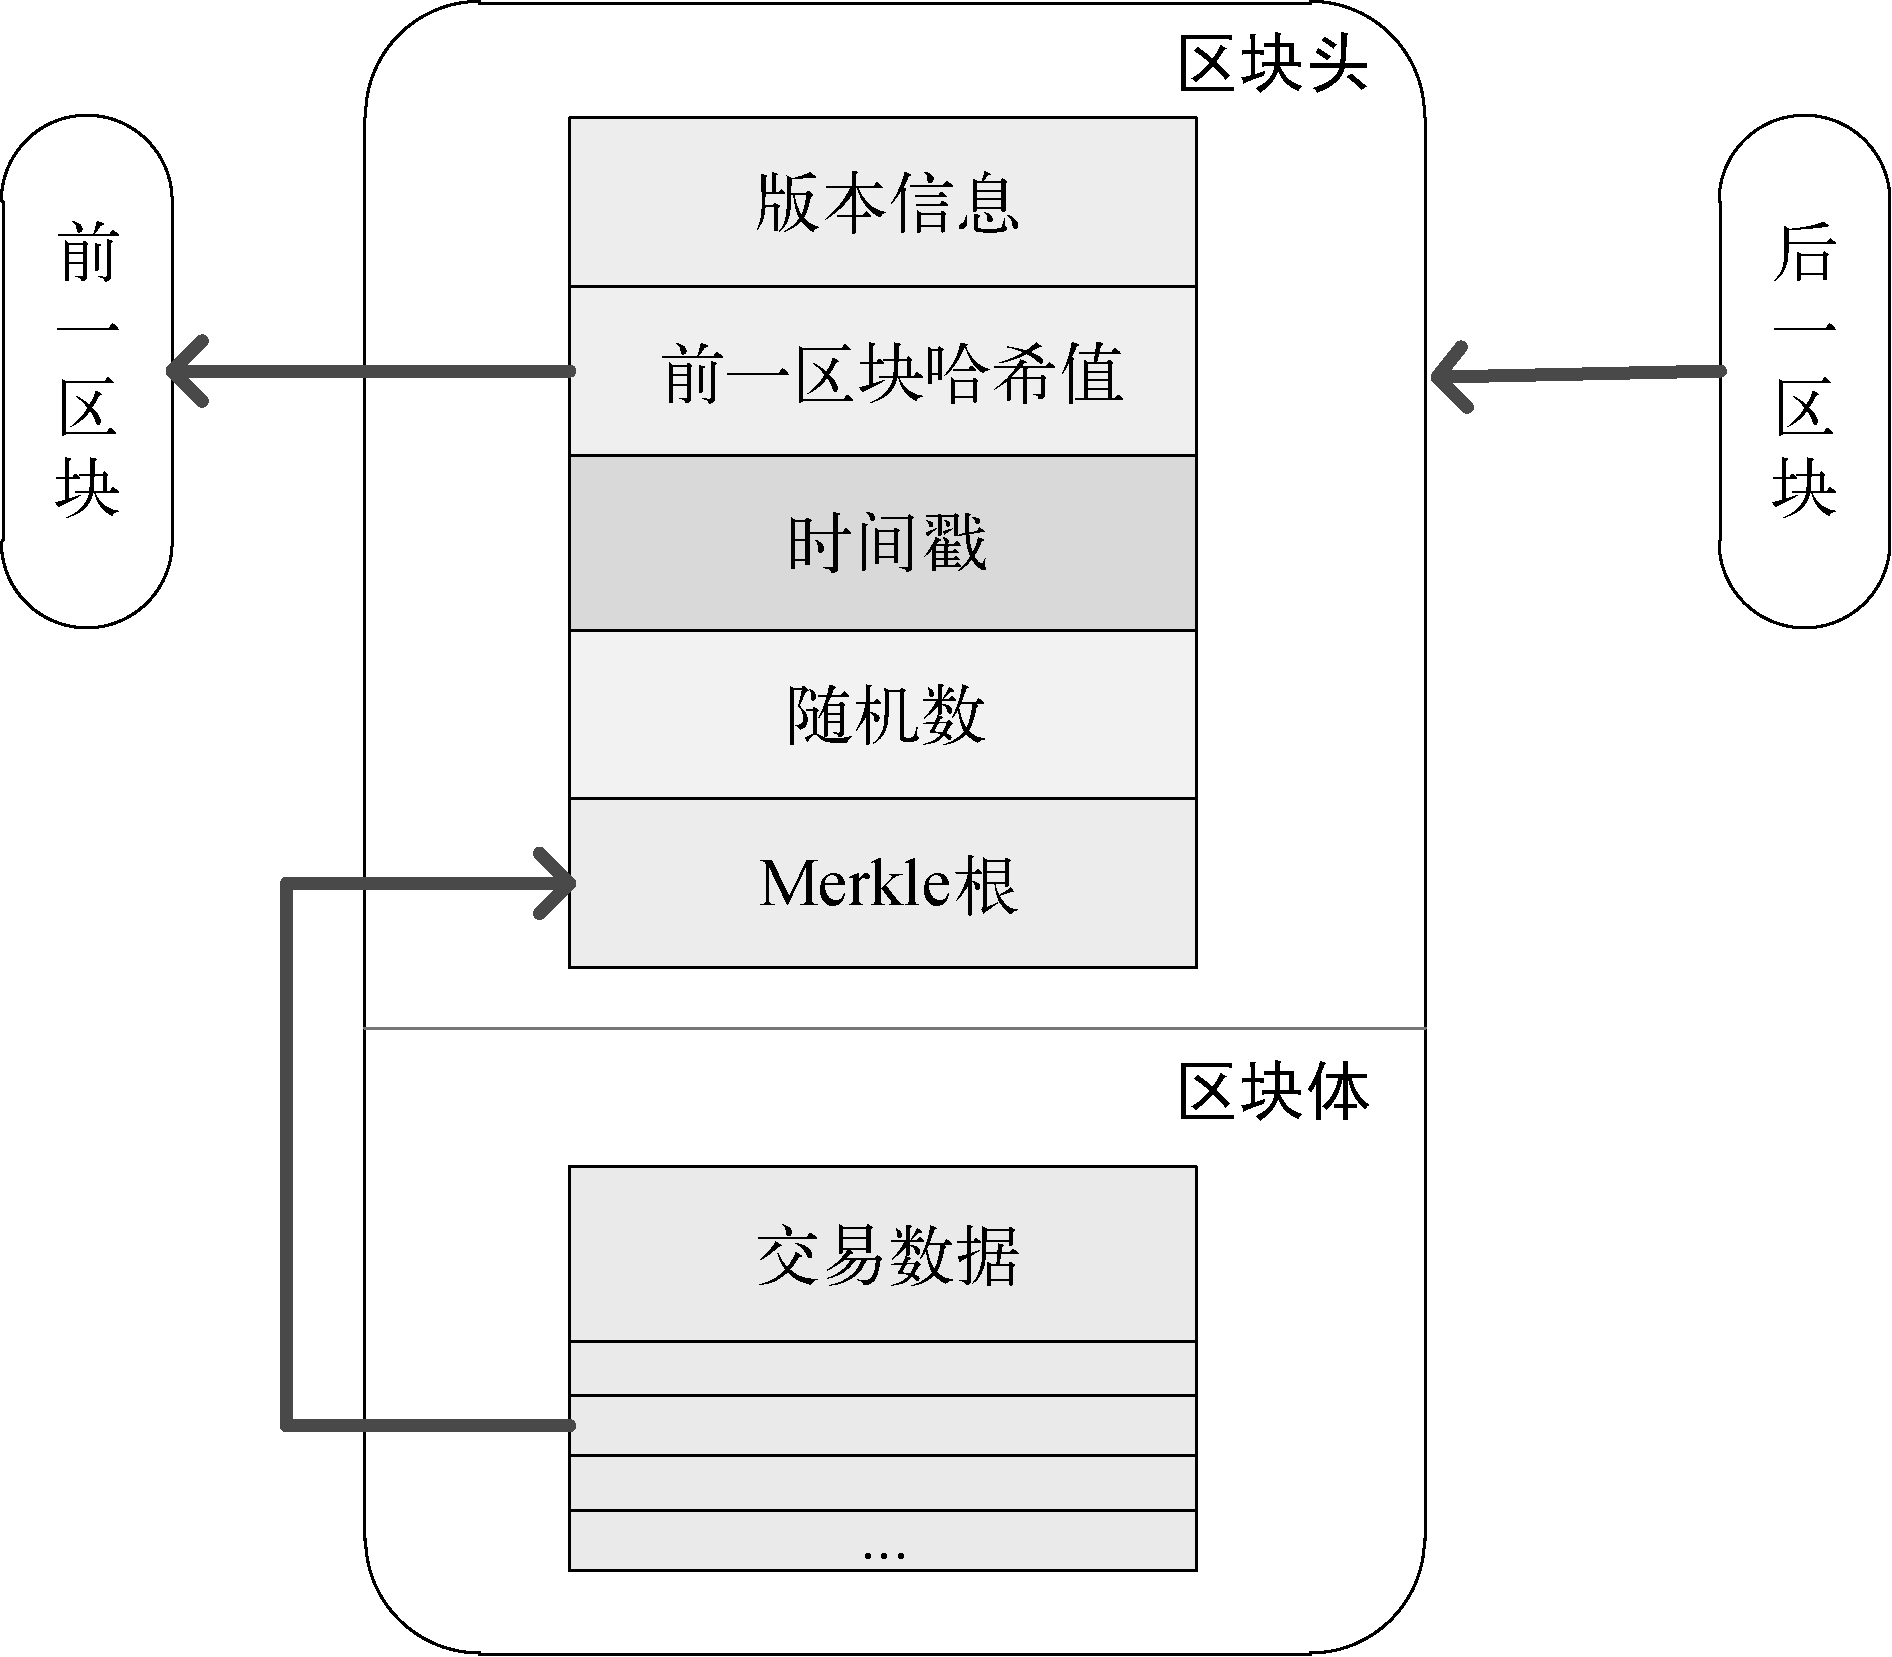 区块头
前一区块
版本信息
前一区块哈希值
时间戳
随机数
Merkle根
后一区块
区块体
交易数据
...